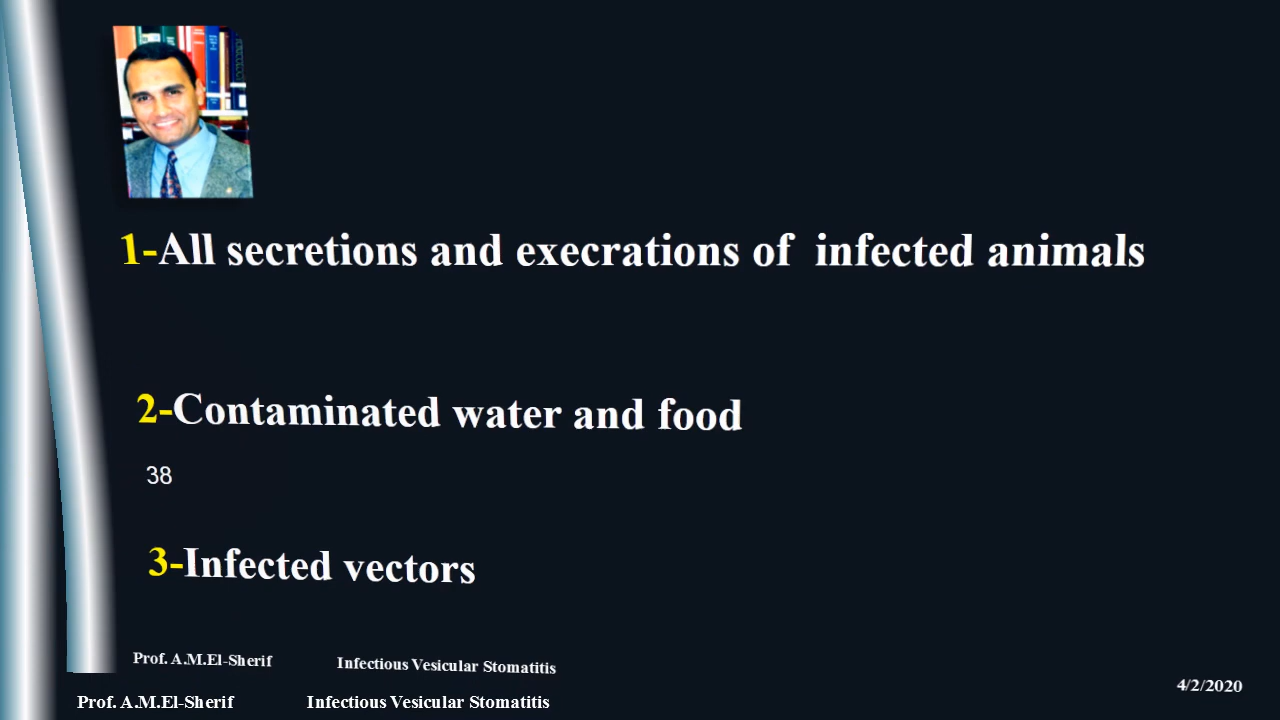 1-All secretions and execrations of infected animals
2-Contaminated water and food
38
3-Infected vectors
Prof. A.M.El-Sherif Infectious Vesicular Stomatitis
4/2/2020
Prof. A.M.El-Sherif Infectious Vesicular Stomatitis